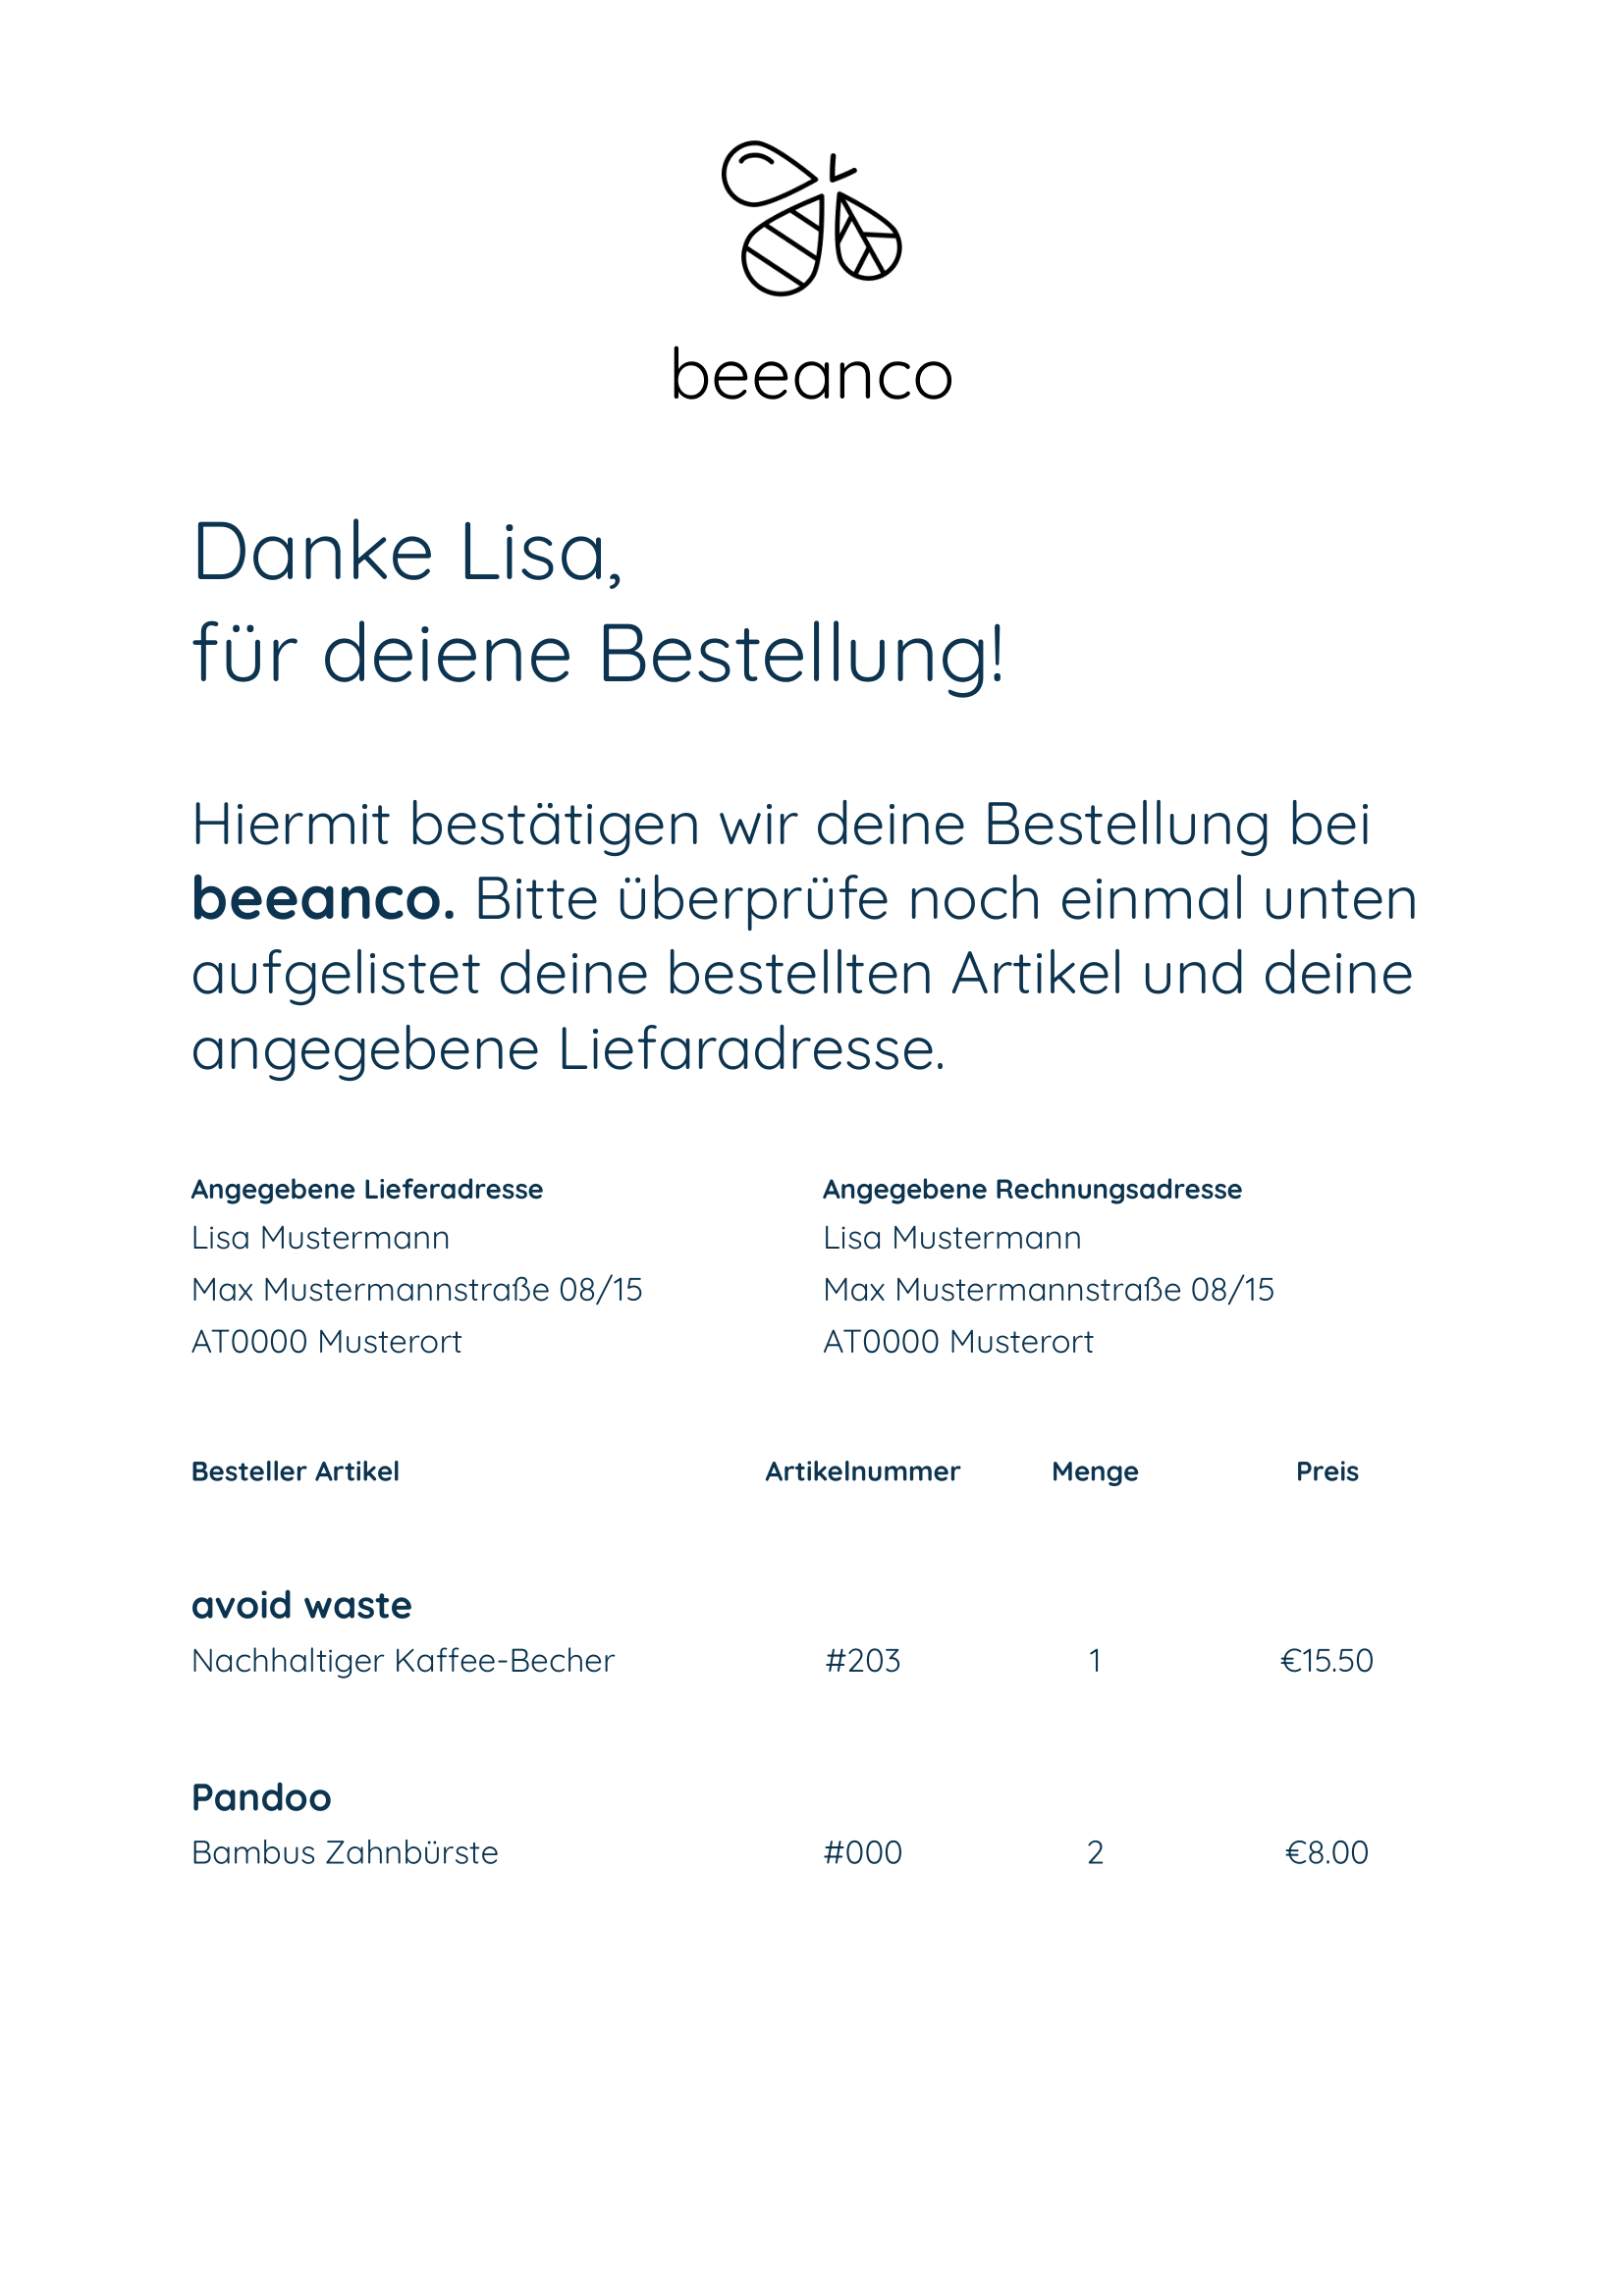 beeanco
Danke Lisa,
für deiene Bestellung!
Hiermit bestätigen wir deine Bestellung bei
beeanco. Bitte überprüfe noch einmal unten
aufgelistet deine bestellten Artikel und deine
angegebene Liefaradresse.
Angegebene Lieferadresse
Lisa Mustermann
Max Mustermannstraße 08/15
AT0000 Musterort
Angegebene Rechnungsadresse
Lisa Mustermann
Max Mustermannstraße 08/15
AT0000 Musterort
Besteller Artikel Artikelnummer Menge Preis
avoid waste
Nachhaltiger Kaffee-Becher #203 1 €15.50
Pandoo
Bambus Zahnbürste #000 2 €8.00